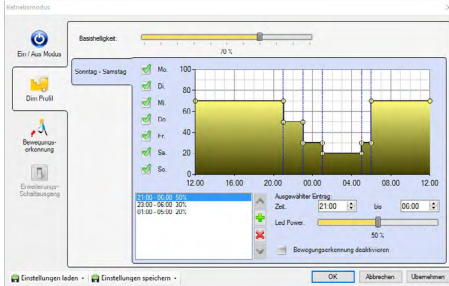 Betriebsmodus
Ein / Aus Modus
Dim Profil
Bewegungs-
erkennung
Erweiterungs-
Schaltausgang
Basishelligkeit:
70 %
Sonntag - Samstag
Mo.
Di.
Mi.
Do.
Fr.
Sa.
So.
100
80
60
40
20
0
12.00
16.00
20.00
00.00
04.00
08.00
12.00
21:00 - 06:00 50%
23:00 - 06:00 30%
01:00 - 05:00 20%
Ausgewählter Eintrag:
Zeit:
21:00
bis
06:00
Led Power:
50 %
Bewegungserkennung deaktivieren
Einstellungen laden
Einstellungen speichern
OK
Abbrechen
Übernehmen